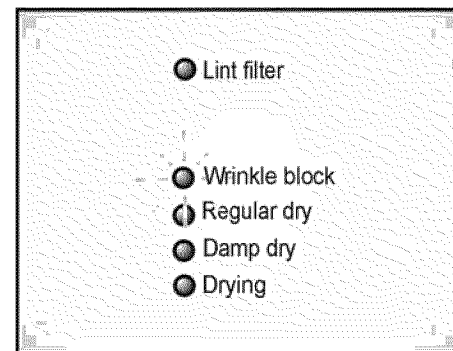 Lint filter
Wrinkle block
Regular dry
Damp dry
Drying